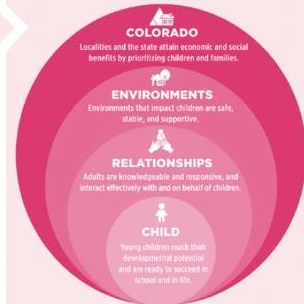 COLORADO
Localities and the state attain economic and social
benefits by prioritizing children and families.
ENVIRONMENTS
Environments that impact children are safe,
stable, and supportive.
RELATIONSHIPS
Adults are knowledgeable and responsive, and
interact effectively with and on behalf of children.
CHILD
Young children reach their
developmental potential
and are ready to succeed in
school and in life.